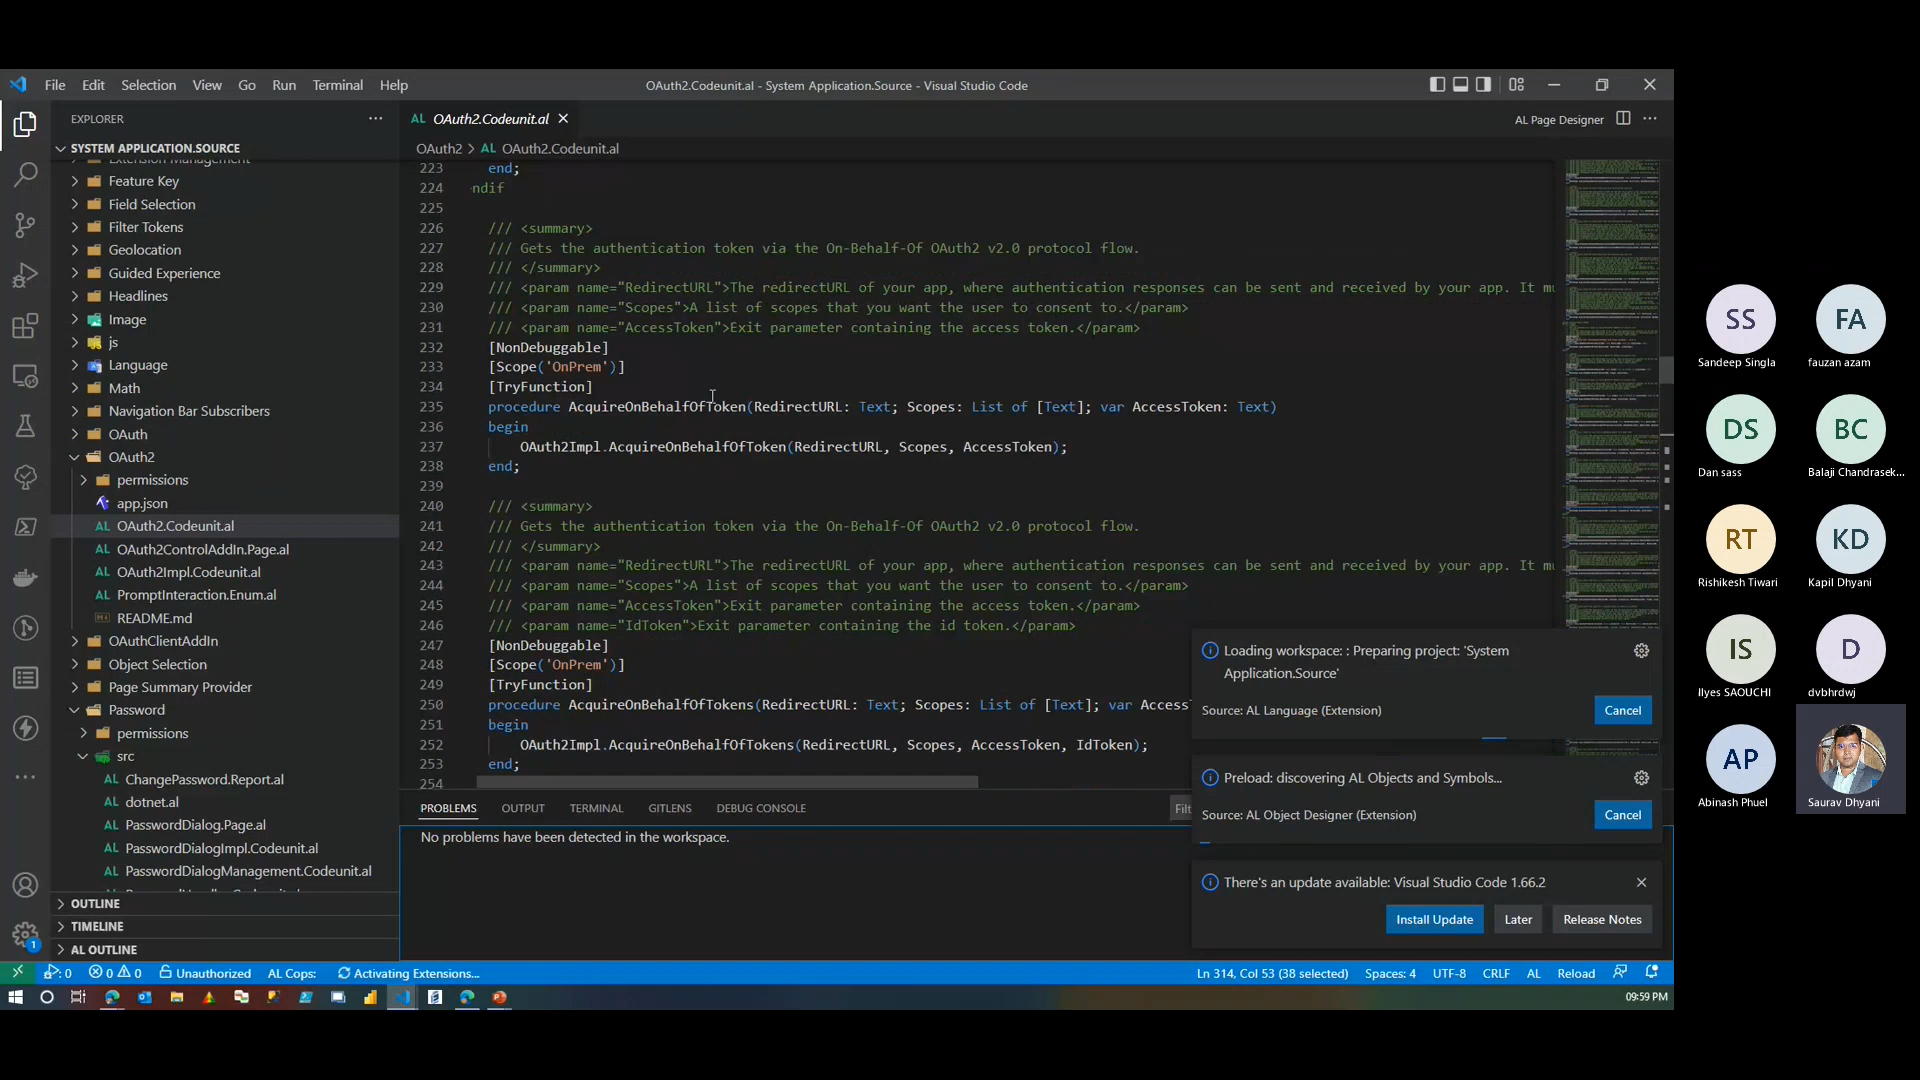 File Edit Selection View Go Run Terminal Help
OAuth2.Codeunit.al - System Application.Source - Visual Studio Code
EXPLORER
SYSTEM APPLICATION.SOURCE
Extension Management
Feature Key
Field Selection
Filter Tokens
Geolocation
Guided Experience
Headlines
Image
js
Language
Math
Navigation Bar Subscribers
OAuth
OAuth2
permissions
app.json
AL OAuth2.Codeunit.al
AL OAuth2ControlAddIn.Page.al
AL OAuth2Impl.Codeunit.al
AL PromptInteraction.Enum.al
README.md
OAuthClientAddIn
Object Selection
Page Summary Provider
Password
permissions
src
AL ChangePassword.Report.al
AL dotnet.al
AL PasswordDialog.Page.al
AL PasswordDialogImpl.Codeunit.al
AL PasswordDialogManagement.Codeunit.al
OUTLINE
TIMELINE
AL OUTLINE
AL OAuth2.Codeunit.al
AL Page Designer
OAuth2 > AL OAuth2.Codeunit.al
223 end;
224 ndif
225
226 /// <summary>
227 /// Gets the authentication token via the On-Behalf-Of OAuth2 v2.0 protocol flow.
228 /// </summary>
229 /// <param name="RedirectURL">The redirectURL of your app, where authentication responses can be sent and received by your app. It mu
230 /// <param name="Scopes">A list of scopes that you want the user to consent to.</param>
231 /// <param name="AccessToken">Exit parameter containing the access token.</param>
232 [NonDebuggable]
233 [Scope('OnPrem')]
234 [TryFunction]
235 procedure AcquireOnBehalfOfToken(RedirectURL: Text; Scopes: List of [Text]; var AccessToken: Text)
236 begin
237 OAuth2Impl.AcquireOnBehalfOfToken(RedirectURL, Scopes, AccessToken);
238 end;
239
240 /// <summary>
241 /// Gets the authentication token via the On-Behalf-Of OAuth2 v2.0 protocol flow.
242 /// </summary>
243 /// <param name="RedirectURL">The redirectURL of your app, where authentication responses can be sent and received by your app. It mu
244 /// <param name="Scopes">A list of scopes that you want the user to consent to.</param>
245 /// <param name="AccessToken">Exit parameter containing the access token.</param>
246 /// <param name="IdToken">Exit parameter containing the id token.</param>
247 [NonDebuggable]
248 [Scope('OnPrem')]
249 [TryFunction]
250 procedure AcquireOnBehalfOfTokens(RedirectURL: Text; Scopes: List of [Text]; var Access
251 begin
252 OAuth2Impl.AcquireOnBehalfOfTokens(RedirectURL, Scopes, AccessToken, IdToken);
253 end;
254
PROBLEMS OUTPUT TERMINAL GITLENS DEBUG CONSOLE
Filt
No problems have been detected in the workspace.
Loading workspace: : Preparing project: 'System
Application.Source'
Source: AL Language (Extension)
Cancel
Preload: discovering AL Objects and Symbols...
Source: AL Object Designer (Extension)
Cancel
There's an update available: Visual Studio Code 1.66.2
Install Update Later Release Notes
1
0 0 0 Unauthorized AL Cops: Activating Extensions...
Ln 314, Col 53 (38 selected) Spaces: 4 UTF-8 CRLF AL Reload
09:59 PM
SS FA
Sandeep Singla fauzan azam
DS BC
Dan sass Balaji Chandrasek...
RT KD
Rishikesh Tiwari Kapil Dhyani
IS D
Ilyes SAOUCHI dvbhrdwj
AP
Abinash Phuel Saurav Dhyani